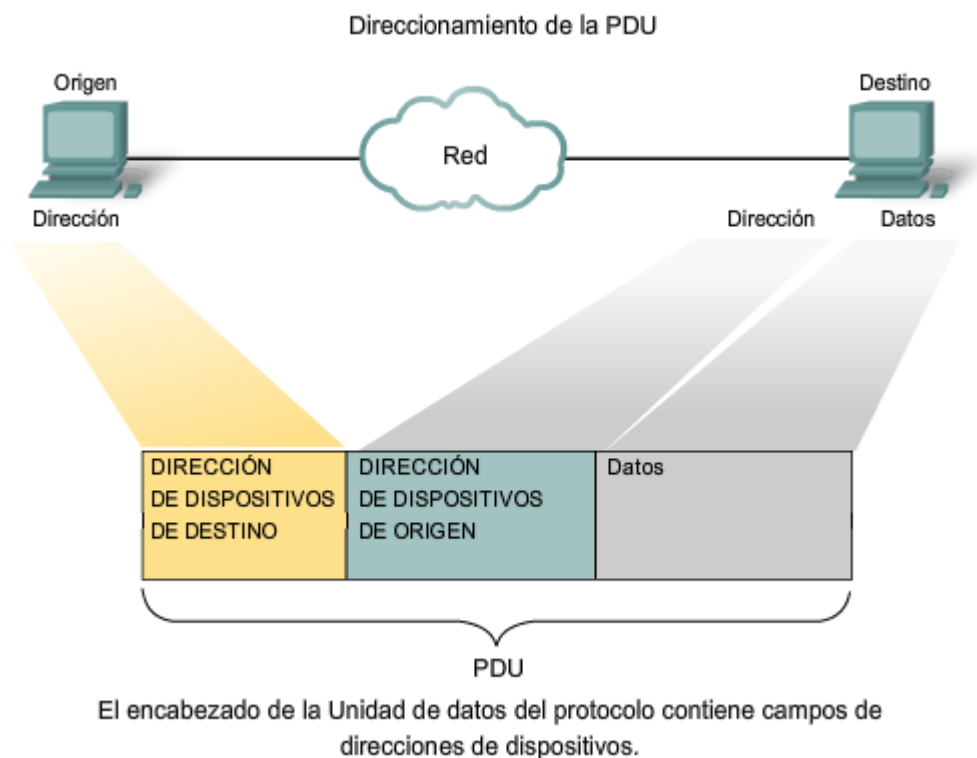 Direccionamiento de la PDU
Origen
Destino
Red
Dirección
Dirección
Datos
DIRECCIÓN
DE DISPOSITIVOS
DE DESTINO
DIRECCIÓN
DE DISPOSITIVOS
DE ORIGEN
Datos
PDU
El encabezado de la Unidad de datos del protocolo contiene campos de
direcciones de dispositivos.